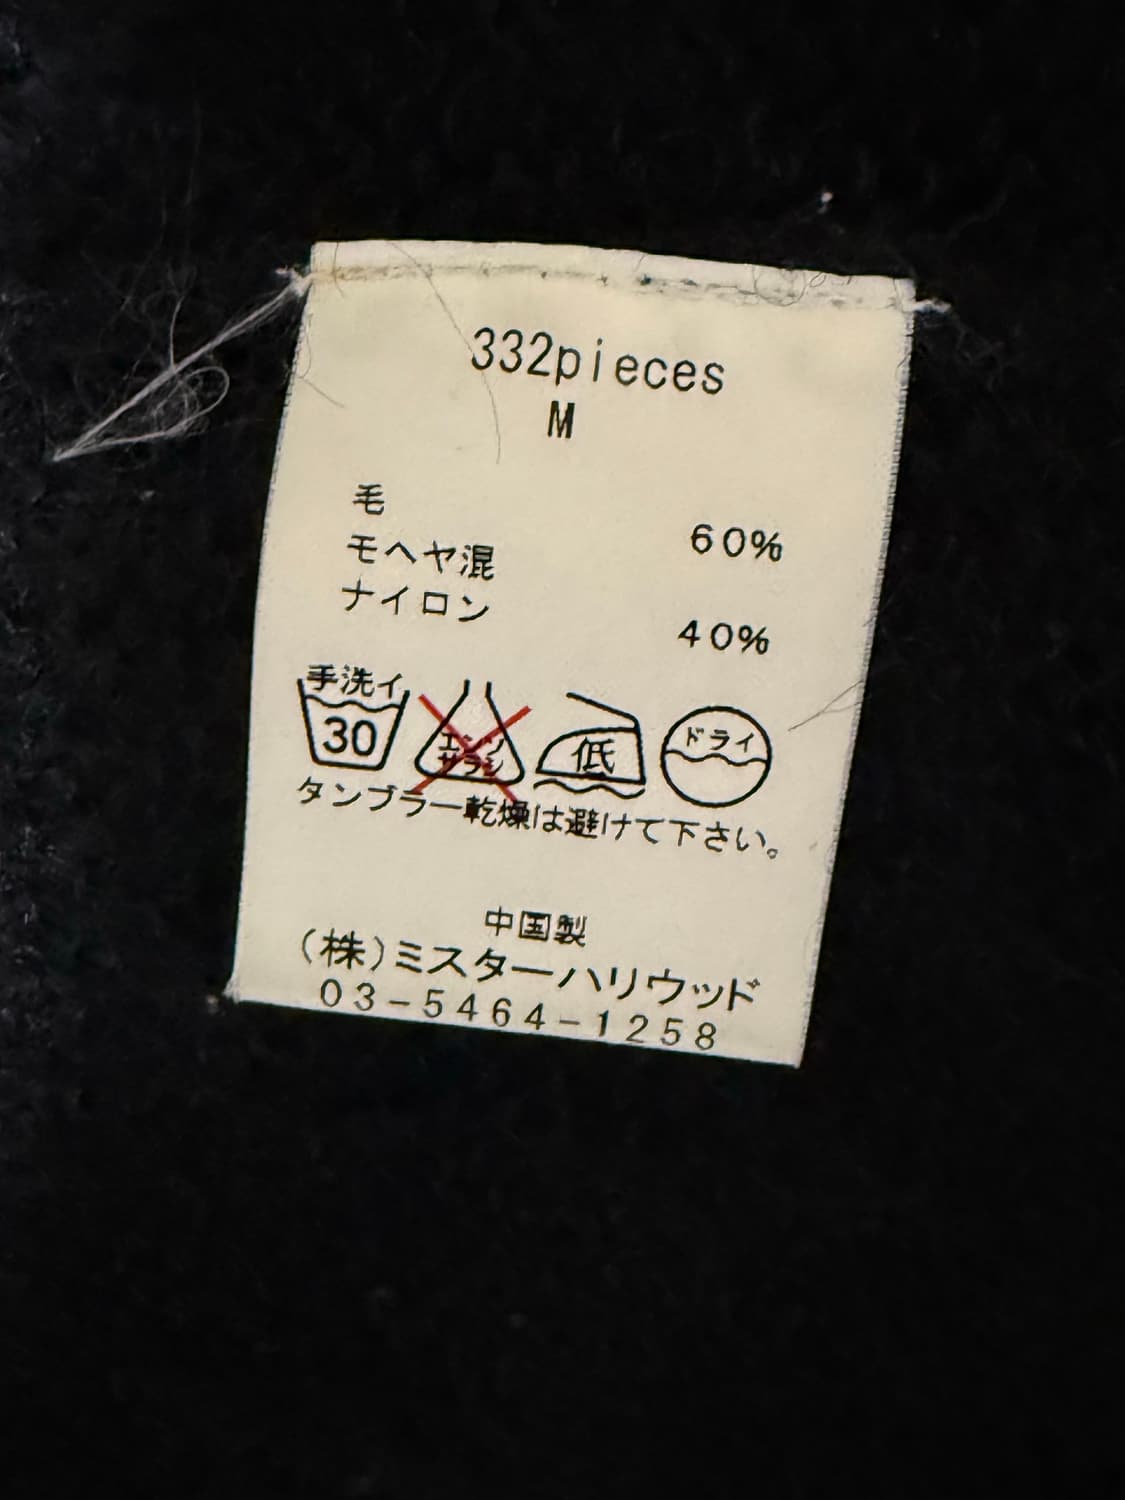 332pieces
M
毛
60%
モヘヤ混
ナイロン
40%
手洗イ
30
エンソ
サラシ
低
ドライ
タンブラー乾燥は避けて下さい。
中国製
(株)ミスターハリウッド
03-5464-1258